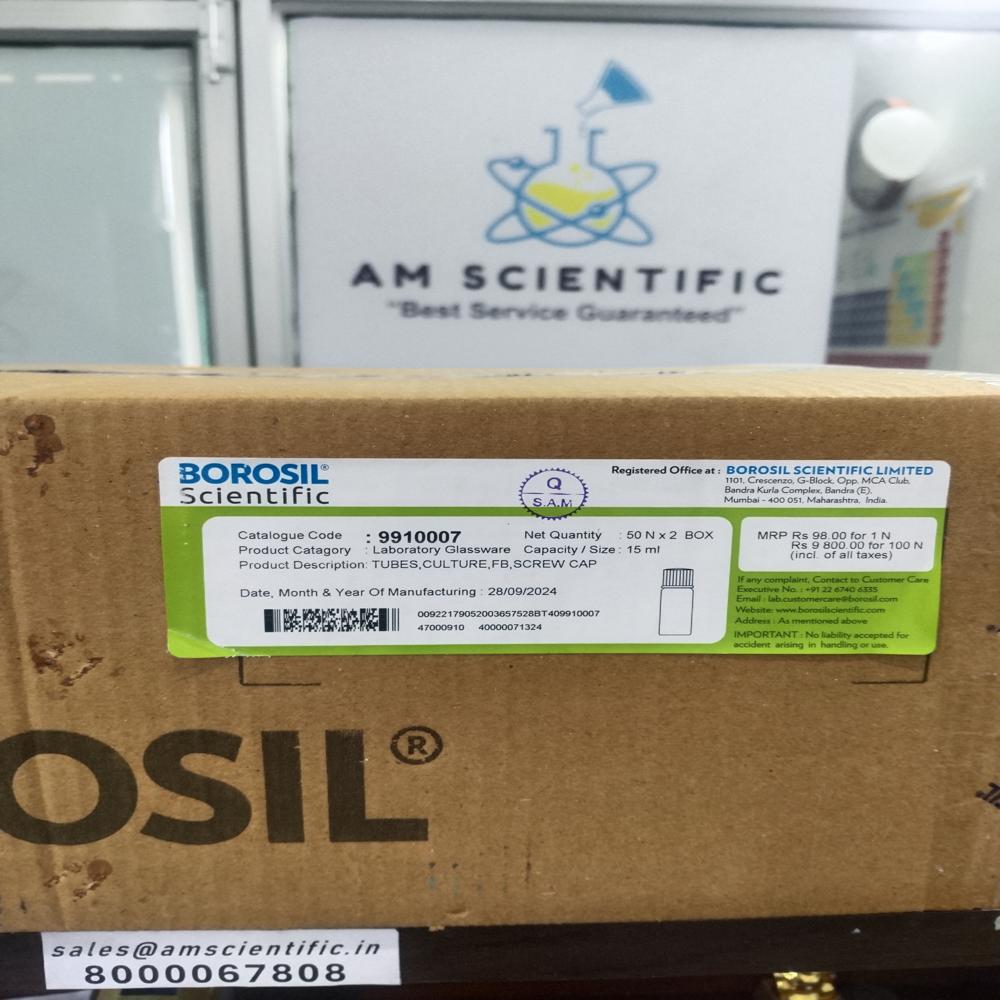 AM SCIENTIFIC
"Best Service Guaranteed"
BOROSIL®
Scientific
Q
S.A.M
Registered Office at : BOROSIL SCIENTIFIC LIMITED
1101, Crescenzo, G-Block, Opp. MCA Club,
Bandra Kurla Complex, Bandra (E),
Mumbai - 400 051, Maharashtra, India.
Catalogue Code : 9910007
Net Quantity : 50 N x 2 BOX
Product Catagory : Laboratory Glassware
Capacity / Size : 15 ml
Product Description: TUBES,CULTURE,FB,SCREW CAP
Date, Month & Year Of Manufacturing : 28/09/2024
00922179052003657528BT409910007
47000910 40000071324
MRP Rs 98.00 for 1 N
Rs 9 800.00 for 100 N
(incl. of all taxes)
If any complaint, Contact to Customer Care
Executive No. : +91 22 6740 6335
Email : lab.customercare@borosil.com
Website: www.borosilscientific.com
Address : As mentioned above
IMPORTANT : No liability accepted for
accident arising in handling or use.
OSIL®
sales@amscientific.in
8000067808